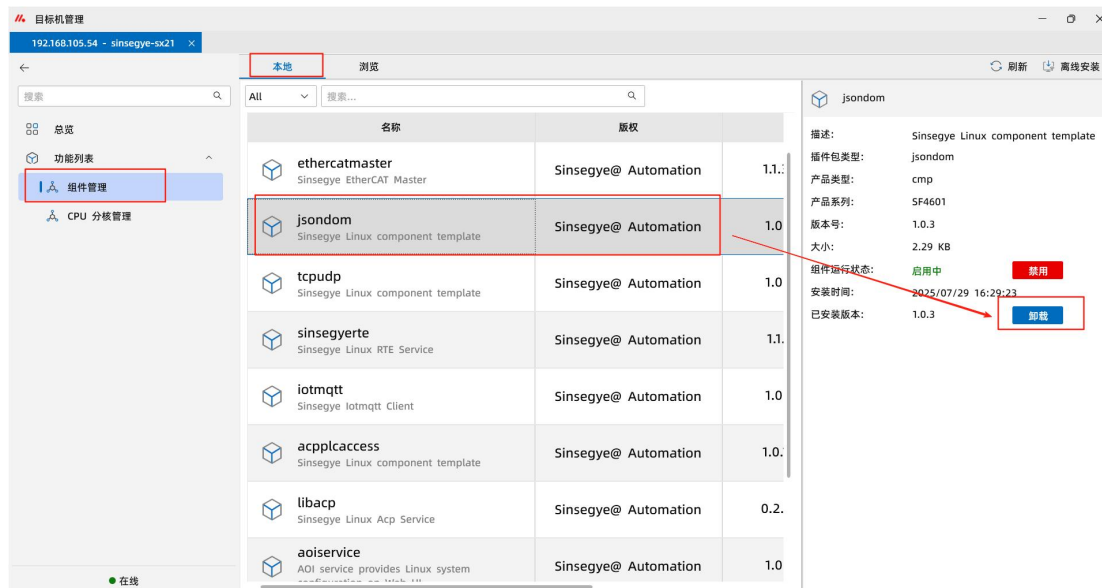 目标机管理
192.168.105.54 - sinsegye-sx21 ×
搜索
总览
功能列表
组件管理
CPU 分核管理
在线
本地 浏览
刷新 离线安装
All 搜索...
名称 版权
ethercatmaster
Sinsegye EtherCAT Master
Sinsegye@ Automation 1.1.
jsondom
Sinsegye Linux component template
Sinsegye@ Automation 1.0
tcpudp
Sinsegye Linux component template
Sinsegye@ Automation 1.0
sinsegyerte
Sinsegye Linux RTE Service
Sinsegye@ Automation 1.1.
iotmqtt
Sinsegye Iotmqtt Client
Sinsegye@ Automation 1.0
acpplcaccess
Sinsegye Linux component template
Sinsegye@ Automation 1.0.
libacp
Sinsegye Linux Acp Service
Sinsegye@ Automation 0.2.
aoiservice
AOI service provides Linux system
Sinsegye@ Automation 1.0
jsondom
描述: Sinsegye Linux component template
插件包类型: jsondom
产品类型: cmp
产品系列: SF4601
版本号: 1.0.3
大小: 2.29 KB
组件运行状态: 启用中 禁用
安装时间: 2025/07/29 16:29:23
已安装版本: 1.0.3 卸载